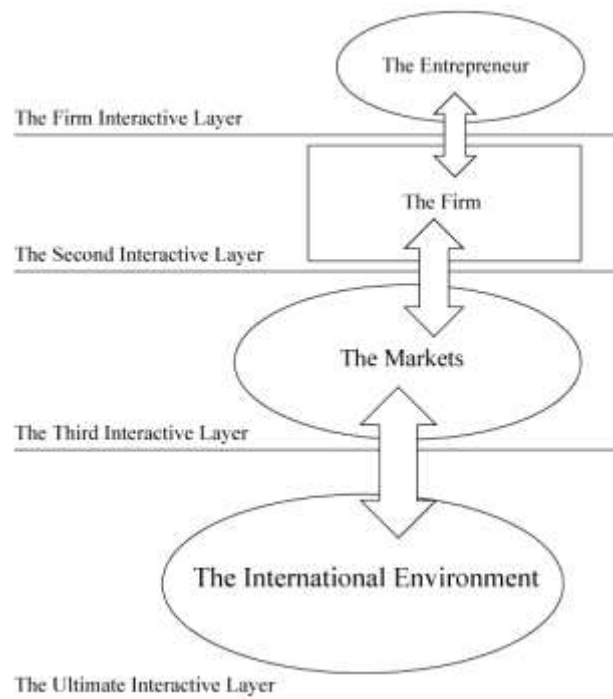 The Entrepreneur
The Firm Interactive Layer
The Firm
The Second Interactive Layer
The Markets
The Third Interactive Layer
The International Environment
The Ultimate Interactive Layer